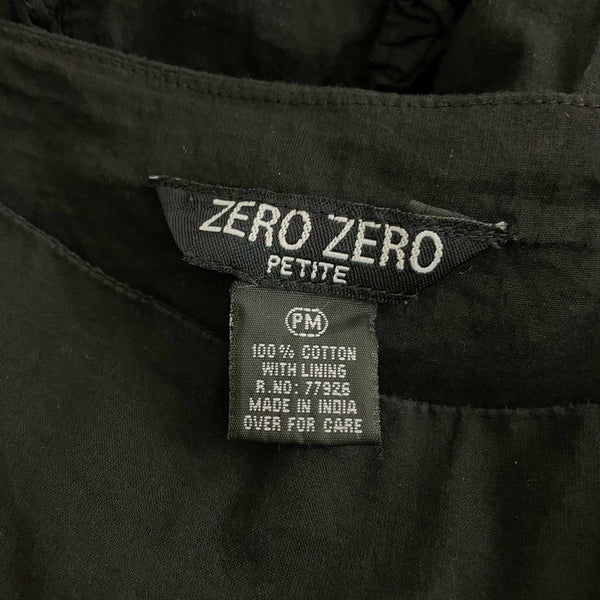 ZERO ZERO
PETITE
PM
100% COTTON
WITH LINING
R.NO: 77926
MADE IN INDIA
OVER FOR CARE